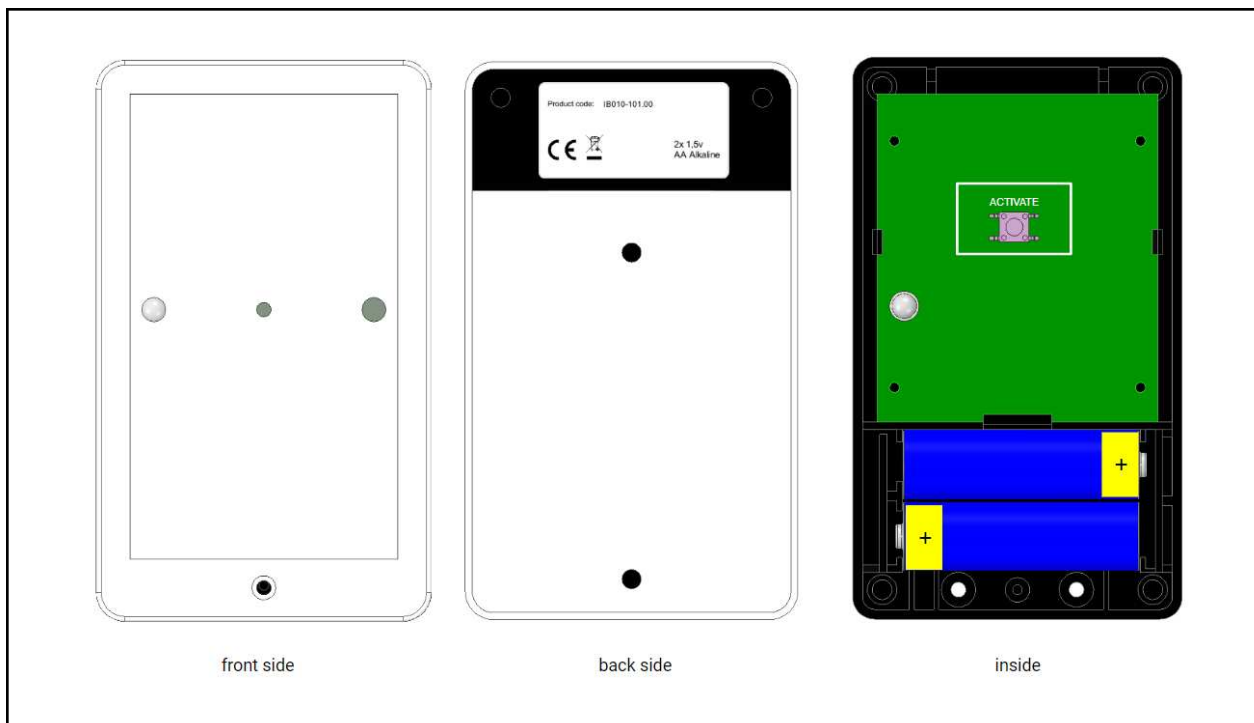 Product code: IB010-101.00
CE
2x 1,5v
AA Alkaline
ACTIVATE
+
+
front side
back side
inside